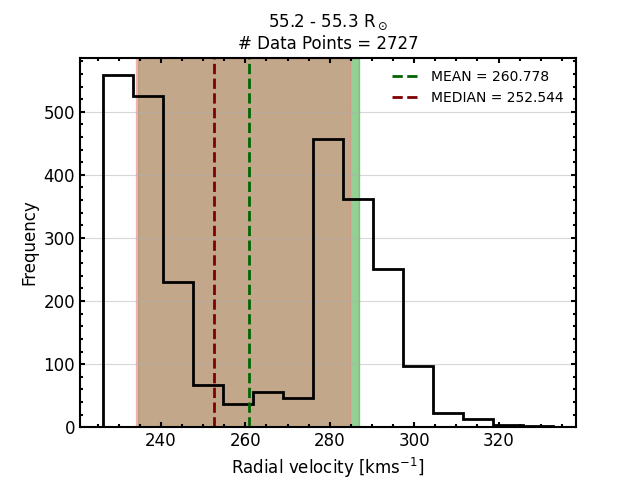 55.2 - 55.3 R⊙
# Data Points = 2727
MEAN = 260.778
MEDIAN = 252.544
Frequency
500
400
300
200
100
0
240 260 280 300 320
Radial velocity [kms⁻¹]